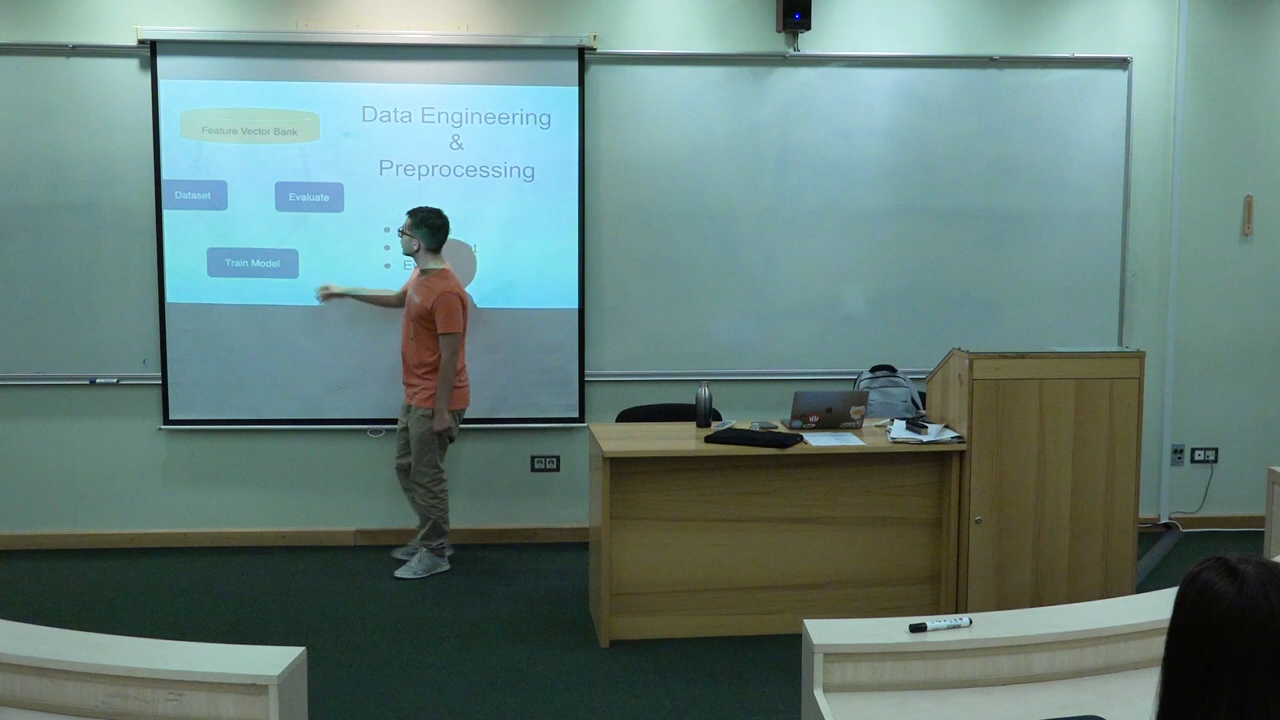 Feature Vector Bank
Data Engineering
&
Preprocessing
Dataset
Evaluate
Train Model